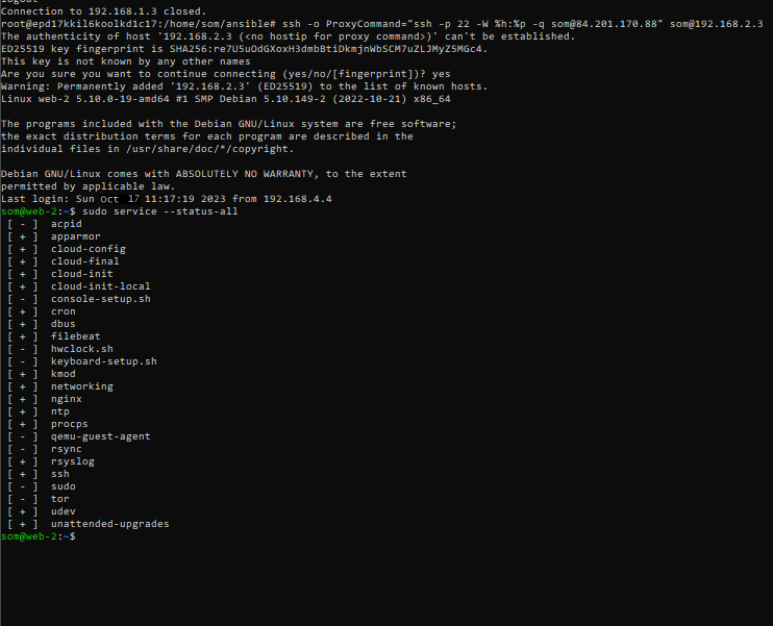 logout
Connection to 192.168.1.3 closed.
root@epd17kkil6koolkd1c17:/home/som/ansible# ssh -o ProxyCommand="ssh -p 22 -W %h:%p -q som@84.201.170.88" som@192.168.2.3
The authenticity of host '192.168.2.3 (<no hostip for proxy command>)' can't be established.
ED25519 key fingerprint is SHA256:re7U5uOdGXoxH3dmbBtiDkmjnWbSCM7uZLJMyZ5MGc4.
This key is not known by any other names
Are you sure you want to continue connecting (yes/no/[fingerprint])? yes
Warning: Permanently added '192.168.2.3' (ED25519) to the list of known hosts.
Linux web-2 5.10.0-19-amd64 #1 SMP Debian 5.10.149-2 (2022-10-21) x86_64
The programs included with the Debian GNU/Linux system are free software;
the exact distribution terms for each program are described in the
individual files in /usr/share/doc/*/copyright.
Debian GNU/Linux comes with ABSOLUTELY NO WARRANTY, to the extent
permitted by applicable law.
Last login: Sun Oct 17 11:17:19 2023 from 192.168.4.4
som@web-2:~$ sudo service --status-all
[ - ] acpid
[ + ] apparmor
[ + ] cloud-config
[ + ] cloud-final
[ + ] cloud-init
[ + ] cloud-init-local
[ - ] console-setup.sh
[ + ] cron
[ + ] dbus
[ + ] filebeat
[ - ] hwclock.sh
[ - ] keyboard-setup.sh
[ + ] kmod
[ + ] networking
[ + ] nginx
[ + ] ntp
[ + ] procps
[ - ] qemu-guest-agent
[ - ] rsync
[ + ] rsyslog
[ + ] ssh
[ - ] sudo
[ - ] tor
[ + ] udev
[ + ] unattended-upgrades
som@web-2:~$